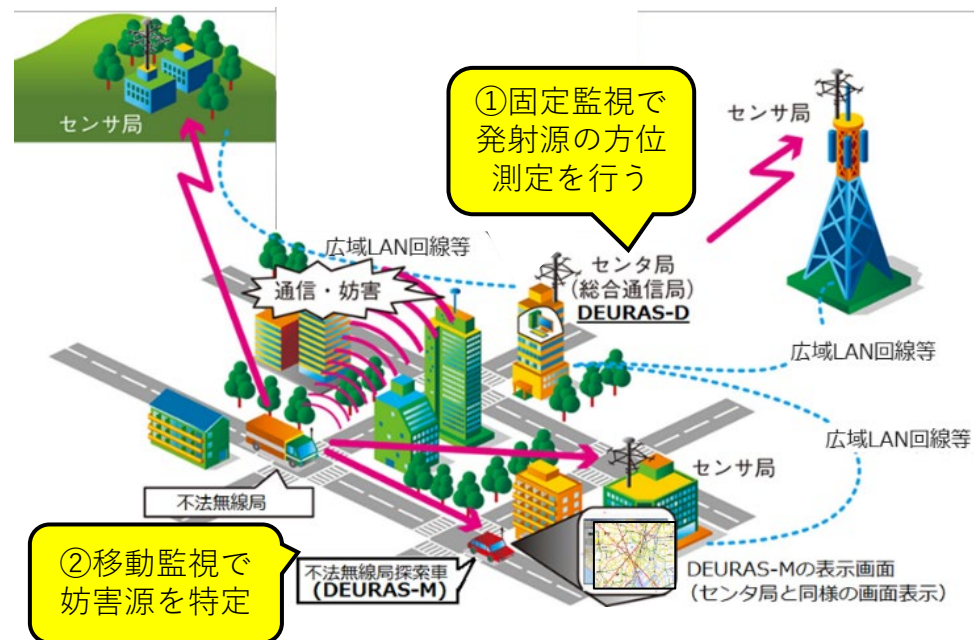 センサ局
①固定監視で
発射源の方位
測定を行う
センサ局
広域LAN回線等
通信・妨害
センタ局
(総合通信局)
DEURAS-D
広域LAN回線等
広域LAN回線等
センサ局
不法無線局
②移動監視で
妨害源を特定
不法無線局探索車
(DEURAS-M)
DEURAS-Mの表示画面
(センタ局と同様の画面表示)